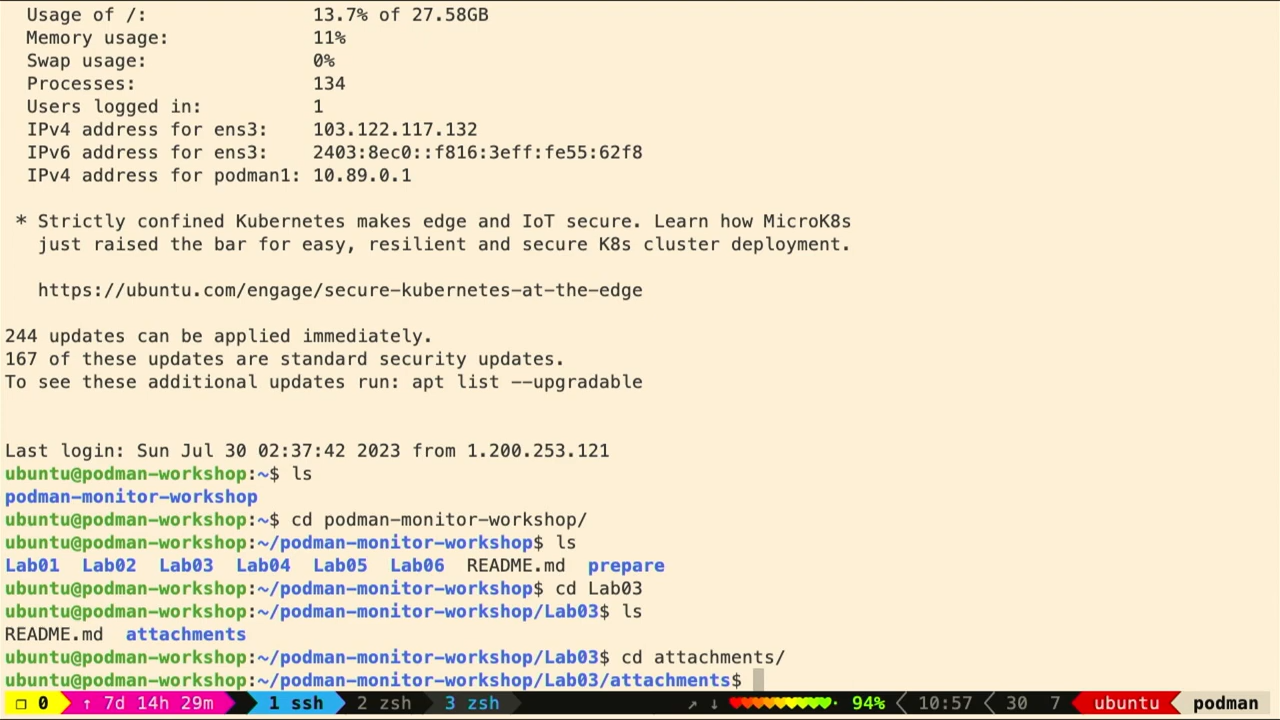 Usage of /: 13.7% of 27.58GB
Memory usage: 11%
Swap usage: 0%
Processes: 134
Users logged in: 1
IPv4 address for ens3: 103.122.117.132
IPv6 address for ens3: 2403:8ec0::f816:3eff:fe55:62f8
IPv4 address for podman1: 10.89.0.1
* Strictly confined Kubernetes makes edge and IoT secure. Learn how MicroK8s
just raised the bar for easy, resilient and secure K8s cluster deployment.
https://ubuntu.com/engage/secure-kubernetes-at-the-edge
244 updates can be applied immediately.
167 of these updates are standard security updates.
To see these additional updates run: apt list --upgradable
Last login: Sun Jul 30 02:37:42 2023 from 1.200.253.121
ubuntu@podman-workshop:~$ ls
podman-monitor-workshop
ubuntu@podman-workshop:~$ cd podman-monitor-workshop/
ubuntu@podman-workshop:~/podman-monitor-workshop$ ls
Lab01 Lab02 Lab03 Lab04 Lab05 Lab06 README.md prepare
ubuntu@podman-workshop:~/podman-monitor-workshop$ cd Lab03
ubuntu@podman-workshop:~/podman-monitor-workshop/Lab03$ ls
README.md attachments
ubuntu@podman-workshop:~/podman-monitor-workshop/Lab03$ cd attachments/
ubuntu@podman-workshop:~/podman-monitor-workshop/Lab03/attachments$
❐ 0 ↑ 7d 14h 29m 1 ssh 2 zsh 3 zsh ↗ ↓ ♥♥♥♥♥♥♥♥♥· 94% 10:57 30 7 ubuntu podman